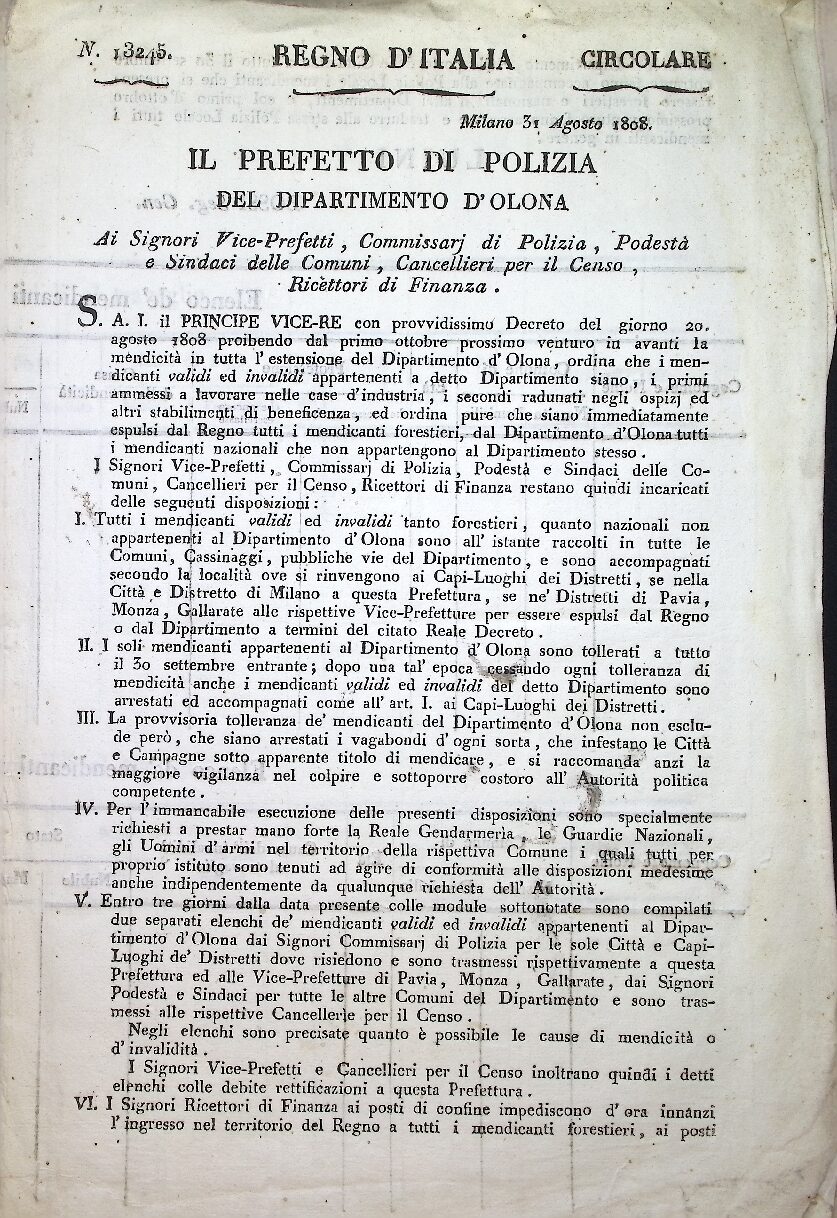 N. 13245. REGNO D'ITALIA CIRCOLARE
Milano 31 Agosto 1808.
IL PREFETTO DI POLIZIA
DEL DIPARTIMENTO D'OLONA
Ai Signori Vice-Prefetti, Commissarj di Polizia, Podestà
e Sindaci delle Comuni, Cancellieri per il Censo,
Ricettori di Finanza.
S. A. I. il PRINCIPE VICE-RE con provvidissimo Decreto del giorno 20.
agosto 1808 proibendo dal primo ottobre prossimo venturo in avanti la
mendicità in tutta l'estensione del Dipartimento d'Olona, ordina che i men-
dicanti validi ed invalidi appartenenti a detto Dipartimento siano, i primi
ammessi a lavorare nelle case d'industria, i secondi radunati negli ospizj ed
altri stabilimenti di beneficenza, ed ordina pure che siano immediatamente
espulsi dal Regno tutti i mendicanti forestieri, dal Dipartimento d'Olona tutti
i mendicanti nazionali che non appartengono al Dipartimento stesso.
I Signori Vice-Prefetti, Commissarj di Polizia, Podestà e Sindaci delle Co-
muni, Cancellieri per il Censo, Ricettori di Finanza restano quindi incaricati
delle seguenti disposizioni:
I. Tutti i mendicanti validi ed invalidi tanto forestieri, quanto nazionali non
appartenenti al Dipartimento d'Olona sono all'istante raccolti in tutte le
Comuni, Cassinaggi, pubbliche vie del Dipartimento, e sono accompagnati
secondo la località ove si rinvengono ai Capi-Luoghi dei Distretti, se nella
Città e Distretto di Milano a questa Prefettura, se ne' Distretti di Pavia,
Monza, Gallarate alle rispettive Vice-Prefetture per essere espulsi dal Regno
o dal Dipartimento a termini del citato Reale Decreto.
II. I soli mendicanti appartenenti al Dipartimento d'Olona sono tollerati a tutto
il 30 settembre entrante; dopo una tal' epoca cessando ogni tolleranza di
mendicità anche i mendicanti validi ed invalidi del detto Dipartimento sono
arrestati ed accompagnati come all'art. I. ai Capi-Luoghi dei Distretti.
III. La provvisoria tolleranza de' mendicanti del Dipartimento d'Olona non esclu-
de però, che siano arrestati i vagabondi d'ogni sorta, che infestano le Città
e Campagne sotto apparente titolo di mendicare, e si raccomanda anzi la
maggiore vigilanza nel colpire e sottoporre costoro all' Autorità politica
competente.
IV. Per l'immancabile esecuzione delle presenti disposizioni sono specialmente
richiesti a prestar mano forte la Reale Gendarmeria, le Guardie Nazionali,
gli Uomini d'armi nel territorio della rispettiva Comune i quali tutti per
proprio istituto sono tenuti ad agire di conformità alle disposizioni medesime
anche indipendentemente da qualunque richiesta dell' Autorità.
V. Entro tre giorni dalla data presente colle module sottonotate sono compilati
due separati elenchi de' mendicanti validi ed invalidi appartenenti al Dipar-
timento d'Olona dai Signori Commissarj di Polizia per le sole Città e Capi-
Luoghi de' Distretti dove risiedono e sono trasmessi rispettivamente a questa
Prefettura ed alle Vice-Prefetture di Pavia, Monza, Gallarate, dai Signori
Podestà e Sindaci per tutte le altre Comuni del Dipartimento e sono tras-
messi alle rispettive Cancellerie per il Censo.
Negli elenchi sono precisate quanto è possibile le cause di mendicità o
d'invalidità.
I Signori Vice-Prefetti e Cancellieri per il Censo inoltrano quindi i detti
elenchi colle debite rettificazioni a questa Prefettura.
VI. I Signori Ricettori di Finanza ai posti di confine impediscono d'ora innanzi
l'ingresso nel territorio del Regno a tutti i mendicanti forestieri, ai posti